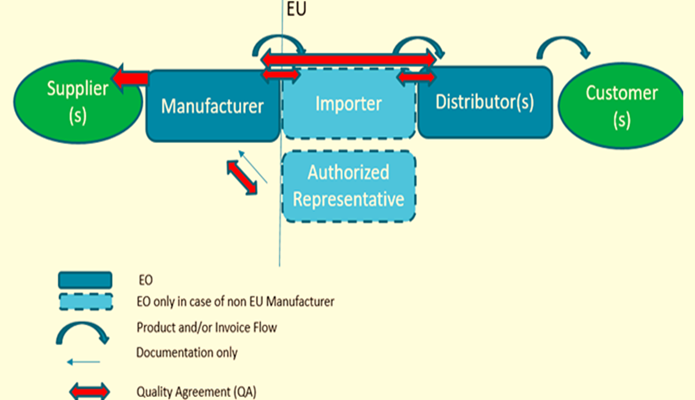 EU
Supplier
(s)
Manufacturer
Importer
Distributor(s)
Customer
(s)
Authorized
Representative
EO
EO only in case of non EU Manufacturer
Product and/or Invoice Flow
Documentation only
Quality Agreement (QA)